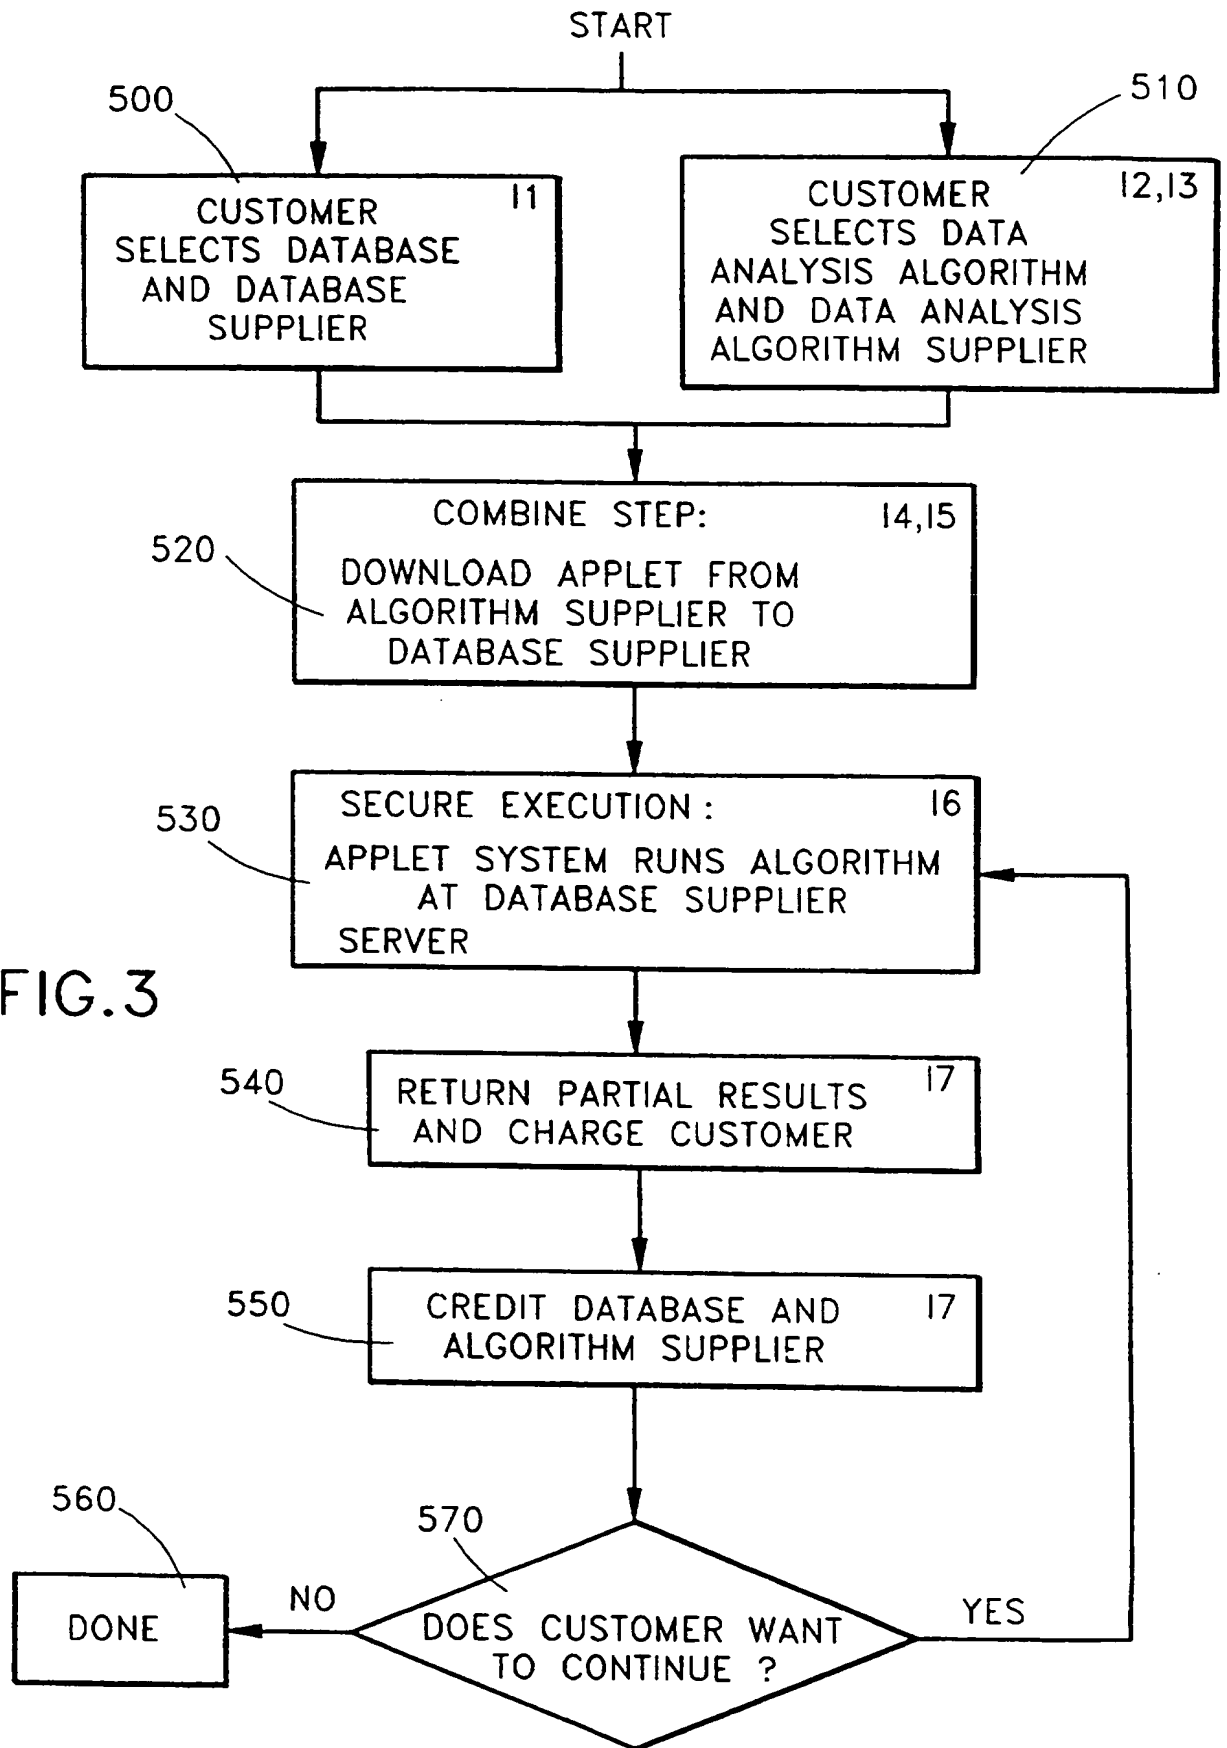 START
500
510
11
CUSTOMER
SELECTS DATABASE
AND DATABASE
SUPPLIER
12,13
CUSTOMER
SELECTS DATA
ANALYSIS ALGORITHM
AND DATA ANALYSIS
ALGORITHM SUPPLIER
520
COMBINE STEP:
14,15
DOWNLOAD APPLET FROM
ALGORITHM SUPPLIER TO
DATABASE SUPPLIER
530
SECURE EXECUTION:
16
APPLET SYSTEM RUNS ALGORITHM
AT DATABASE SUPPLIER
SERVER
FIG.3
540
17
RETURN PARTIAL RESULTS
AND CHARGE CUSTOMER
550
17
CREDIT DATABASE AND
ALGORITHM SUPPLIER
560
570
DONE
NO
DOES CUSTOMER WANT
TO CONTINUE ?
YES